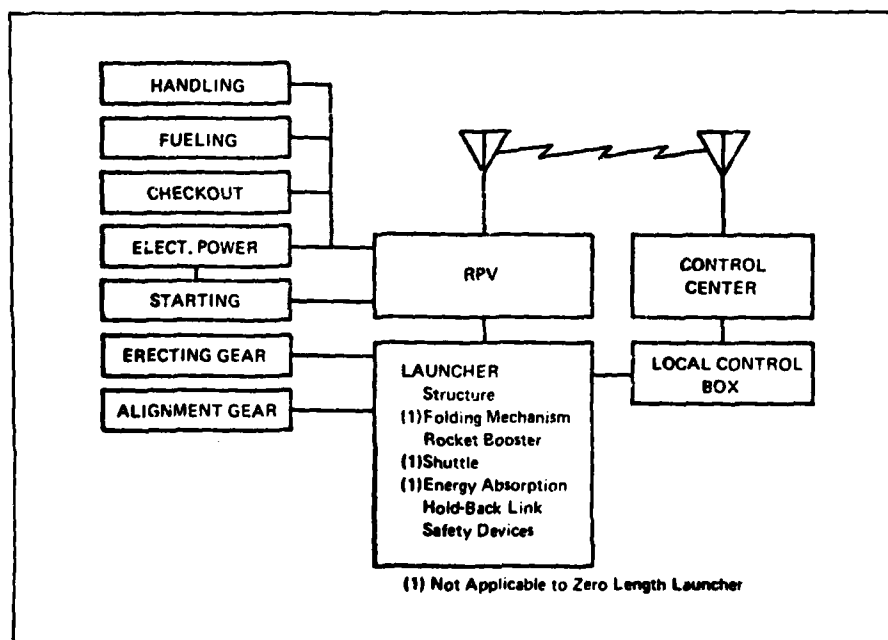 HANDLING
FUELING
CHECKOUT
ELECT. POWER
STARTING
ERECTING GEAR
ALIGNMENT GEAR
RPV
CONTROL
CENTER
LOCAL CONTROL
BOX
LAUNCHER
Structure
(1) Folding Mechanism
Rocket Booster
(1) Shuttle
(1) Energy Absorption
Hold-Back Link
Safety Devices
(1) Not Applicable to Zero Length Launcher